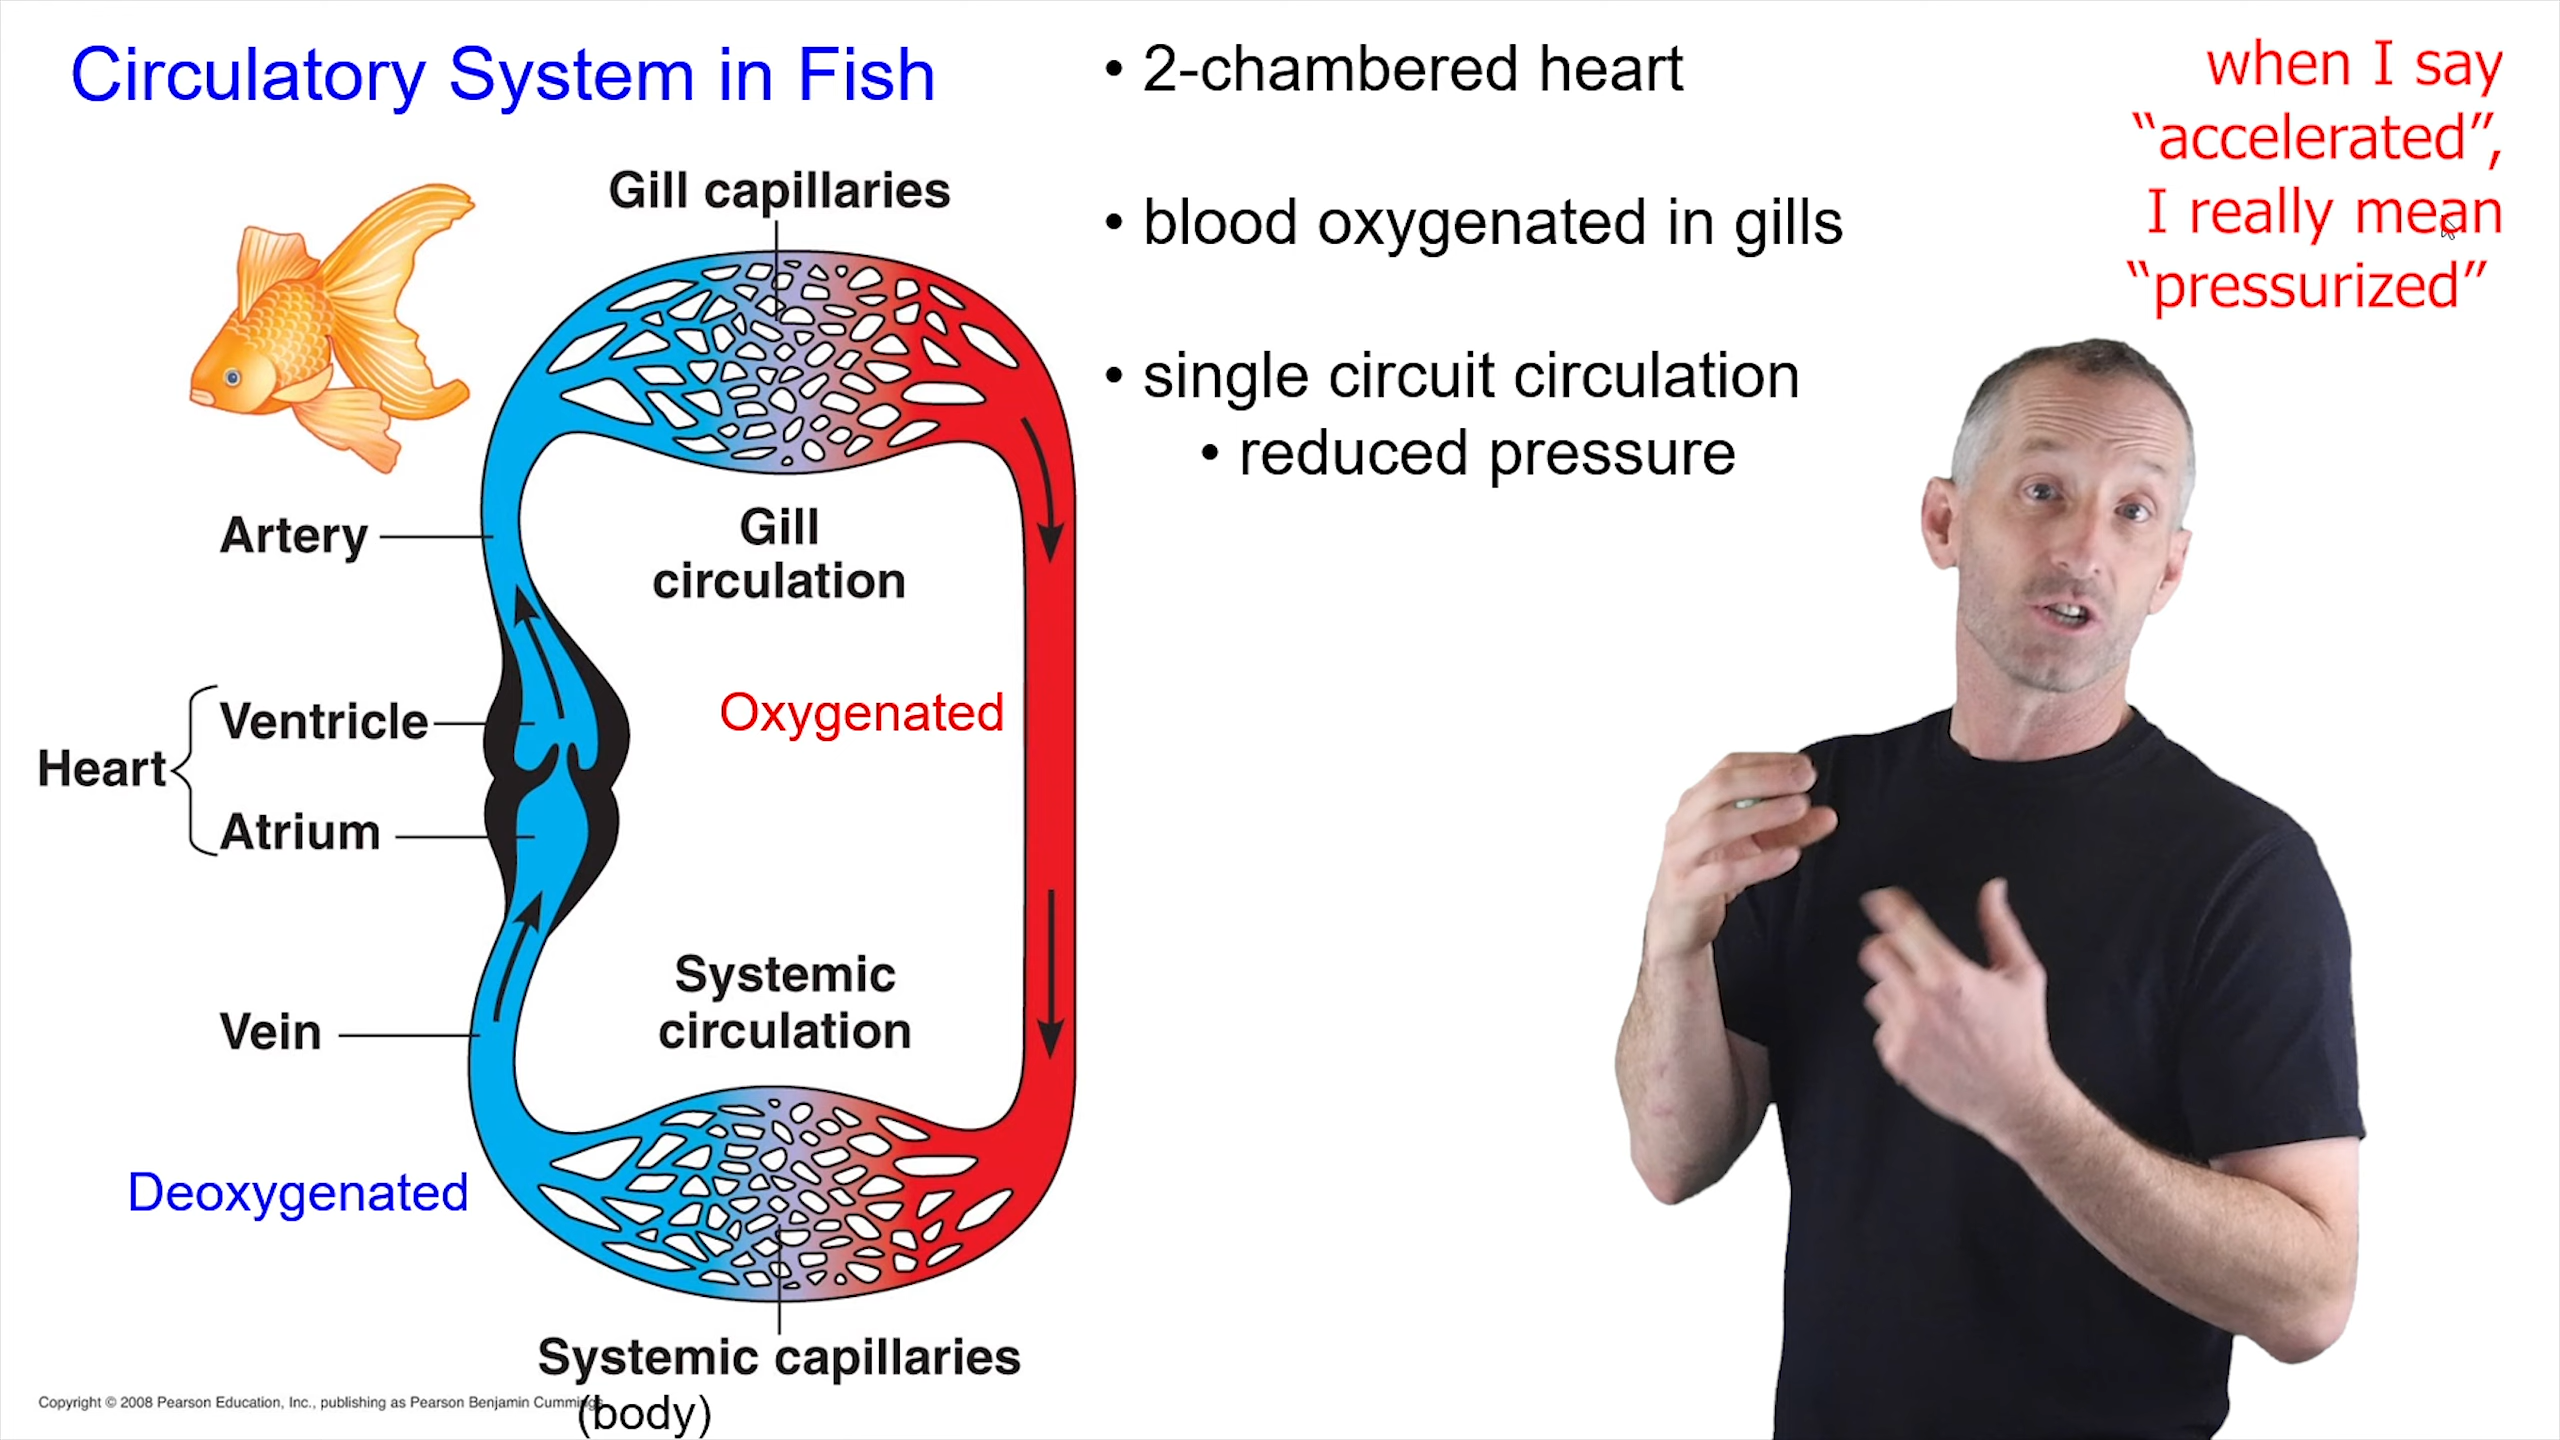 Circulatory System in Fish
• 2-chambered heart
• blood oxygenated in gills
• single circuit circulation
• reduced pressure
when I say
“accelerated”,
I really mean
“pressurized”
Gill capillaries
Artery
Gill
circulation
Ventricle
Heart
Atrium
Oxygenated
Systemic
circulation
Vein
Deoxygenated
Systemic capillaries
(body)
Copyright © 2008 Pearson Education, Inc., publishing as Pearson Benjamin Cummings